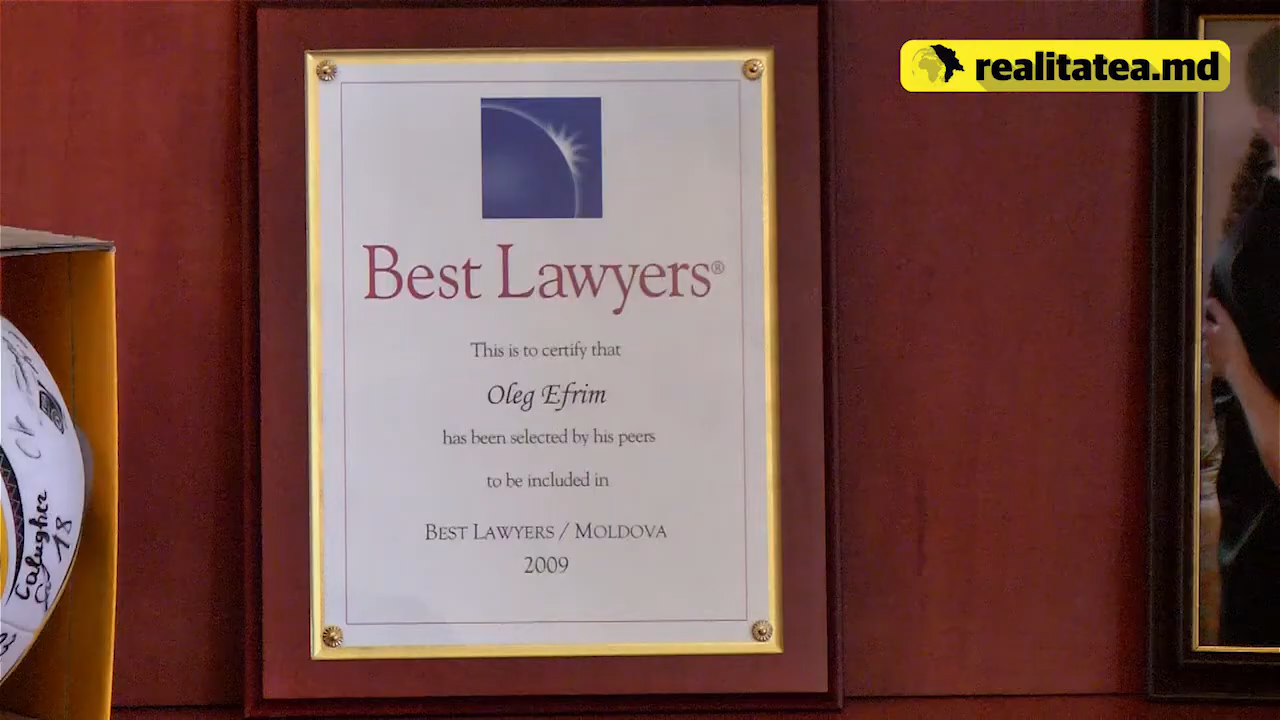 realitatea.md
Best Lawyers®
This is to certify that
Oleg Efrim
has been selected by his peers
to be included in
BEST LAWYERS / MOLDOVA
2009
18